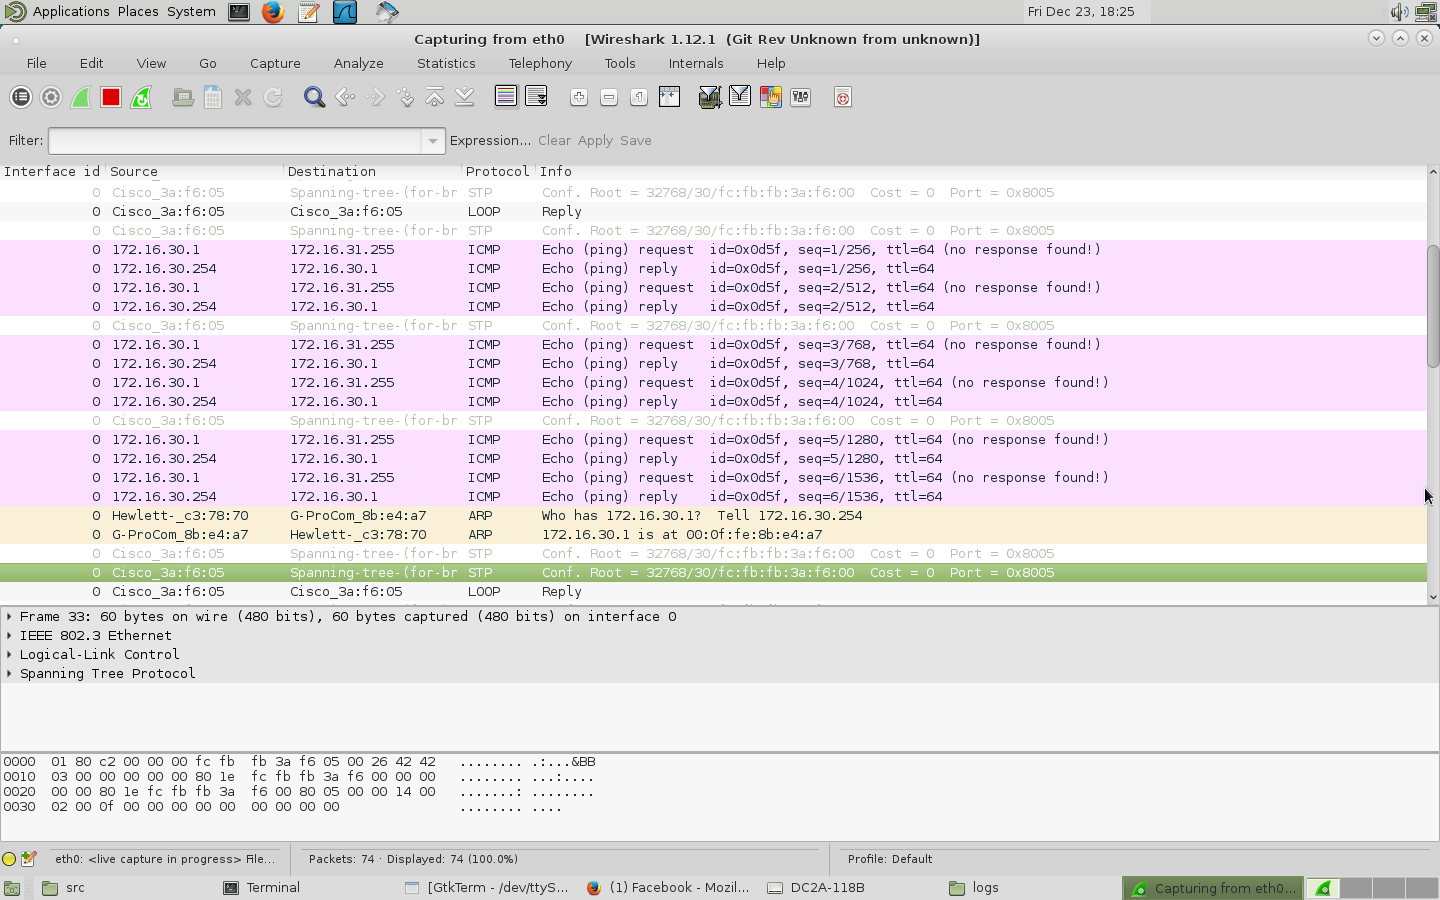 Applications Places System Fri Dec 23, 18:25
Capturing from eth0 [Wireshark 1.12.1 (Git Rev Unknown from unknown)]
File Edit View Go Capture Analyze Statistics Telephony Tools Internals Help
Filter: Expression... Clear Apply Save
Interface id Source Destination Protocol Info
0 Cisco_3a:f6:05 Spanning-tree-(for-br STP Conf. Root = 32768/30/fc:fb:fb:3a:f6:00 Cost = 0 Port = 0x8005
0 Cisco_3a:f6:05 Cisco_3a:f6:05 LOOP Reply
0 Cisco_3a:f6:05 Spanning-tree-(for-br STP Conf. Root = 32768/30/fc:fb:fb:3a:f6:00 Cost = 0 Port = 0x8005
0 172.16.30.1 172.16.31.255 ICMP Echo (ping) request id=0x0d5f, seq=1/256, ttl=64 (no response found!)
0 172.16.30.254 172.16.30.1 ICMP Echo (ping) reply id=0x0d5f, seq=1/256, ttl=64
0 172.16.30.1 172.16.31.255 ICMP Echo (ping) request id=0x0d5f, seq=2/512, ttl=64 (no response found!)
0 172.16.30.254 172.16.30.1 ICMP Echo (ping) reply id=0x0d5f, seq=2/512, ttl=64
0 Cisco_3a:f6:05 Spanning-tree-(for-br STP Conf. Root = 32768/30/fc:fb:fb:3a:f6:00 Cost = 0 Port = 0x8005
0 172.16.30.1 172.16.31.255 ICMP Echo (ping) request id=0x0d5f, seq=3/768, ttl=64 (no response found!)
0 172.16.30.254 172.16.30.1 ICMP Echo (ping) reply id=0x0d5f, seq=3/768, ttl=64
0 172.16.30.1 172.16.31.255 ICMP Echo (ping) request id=0x0d5f, seq=4/1024, ttl=64 (no response found!)
0 172.16.30.254 172.16.30.1 ICMP Echo (ping) reply id=0x0d5f, seq=4/1024, ttl=64
0 Cisco_3a:f6:05 Spanning-tree-(for-br STP Conf. Root = 32768/30/fc:fb:fb:3a:f6:00 Cost = 0 Port = 0x8005
0 172.16.30.1 172.16.31.255 ICMP Echo (ping) request id=0x0d5f, seq=5/1280, ttl=64 (no response found!)
0 172.16.30.254 172.16.30.1 ICMP Echo (ping) reply id=0x0d5f, seq=5/1280, ttl=64
0 172.16.30.1 172.16.31.255 ICMP Echo (ping) request id=0x0d5f, seq=6/1536, ttl=64 (no response found!)
0 172.16.30.254 172.16.30.1 ICMP Echo (ping) reply id=0x0d5f, seq=6/1536, ttl=64
0 Hewlett-_c3:78:70 G-ProCom_8b:e4:a7 ARP Who has 172.16.30.1? Tell 172.16.30.254
0 G-ProCom_8b:e4:a7 Hewlett-_c3:78:70 ARP 172.16.30.1 is at 00:0f:fe:8b:e4:a7
0 Cisco_3a:f6:05 Spanning-tree-(for-br STP Conf. Root = 32768/30/fc:fb:fb:3a:f6:00 Cost = 0 Port = 0x8005
0 Cisco_3a:f6:05 Spanning-tree-(for-br STP Conf. Root = 32768/30/fc:fb:fb:3a:f6:00 Cost = 0 Port = 0x8005
0 Cisco_3a:f6:05 Cisco_3a:f6:05 LOOP Reply
Frame 33: 60 bytes on wire (480 bits), 60 bytes captured (480 bits) on interface 0
IEEE 802.3 Ethernet
Logical-Link Control
Spanning Tree Protocol
0000 01 80 c2 00 00 00 fc fb fb 3a f6 05 00 26 42 42 ........ .:...&BB
0010 03 00 00 00 00 00 80 1e fc fb fb 3a f6 00 00 00 ........ ...:....
0020 00 00 80 1e fc fb fb 3a f6 00 80 05 00 00 14 00 .......: ........
0030 02 00 0f 00 00 00 00 00 00 00 00 00 ........ ....
eth0: <live capture in progress> File... Packets: 74 · Displayed: 74 (100.0%) Profile: Default
src Terminal [GtkTerm - /dev/ttyS... (1) Facebook - Mozil... DC2A-118B logs Capturing from eth0...